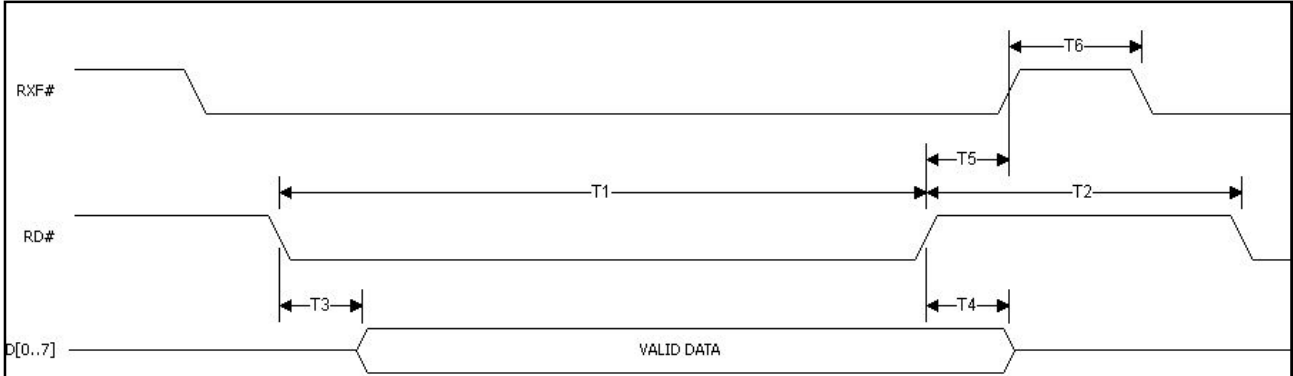 T6
RXF#
T5
T1
T2
RD#
T3
T4
D[0..7]
VALID DATA